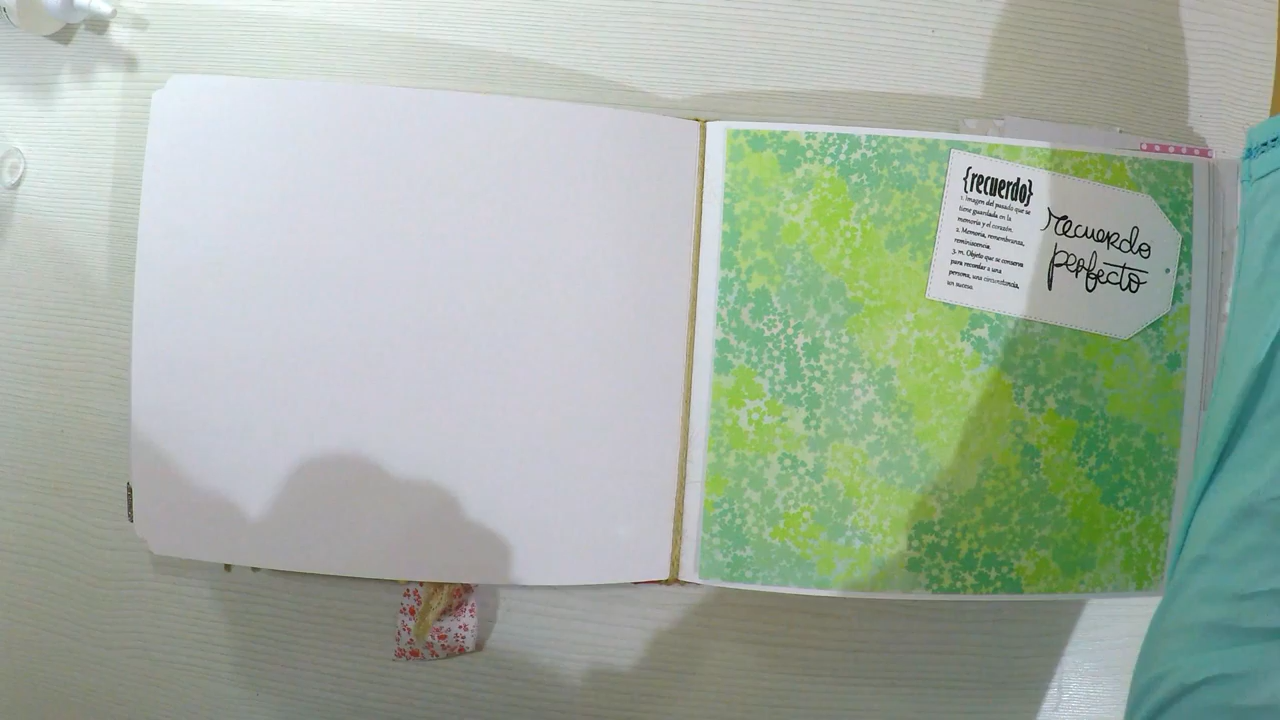 {recuerdo}
1. Imagen del pasado que se
tiene guardada en la
memoria y el corazón.
2. Memoria, remembranza,
reminiscencia.
3. m. Objeto que se conserva
para recordar a una
persona, una circunstancia,
un suceso.
recuerdo
perfecto